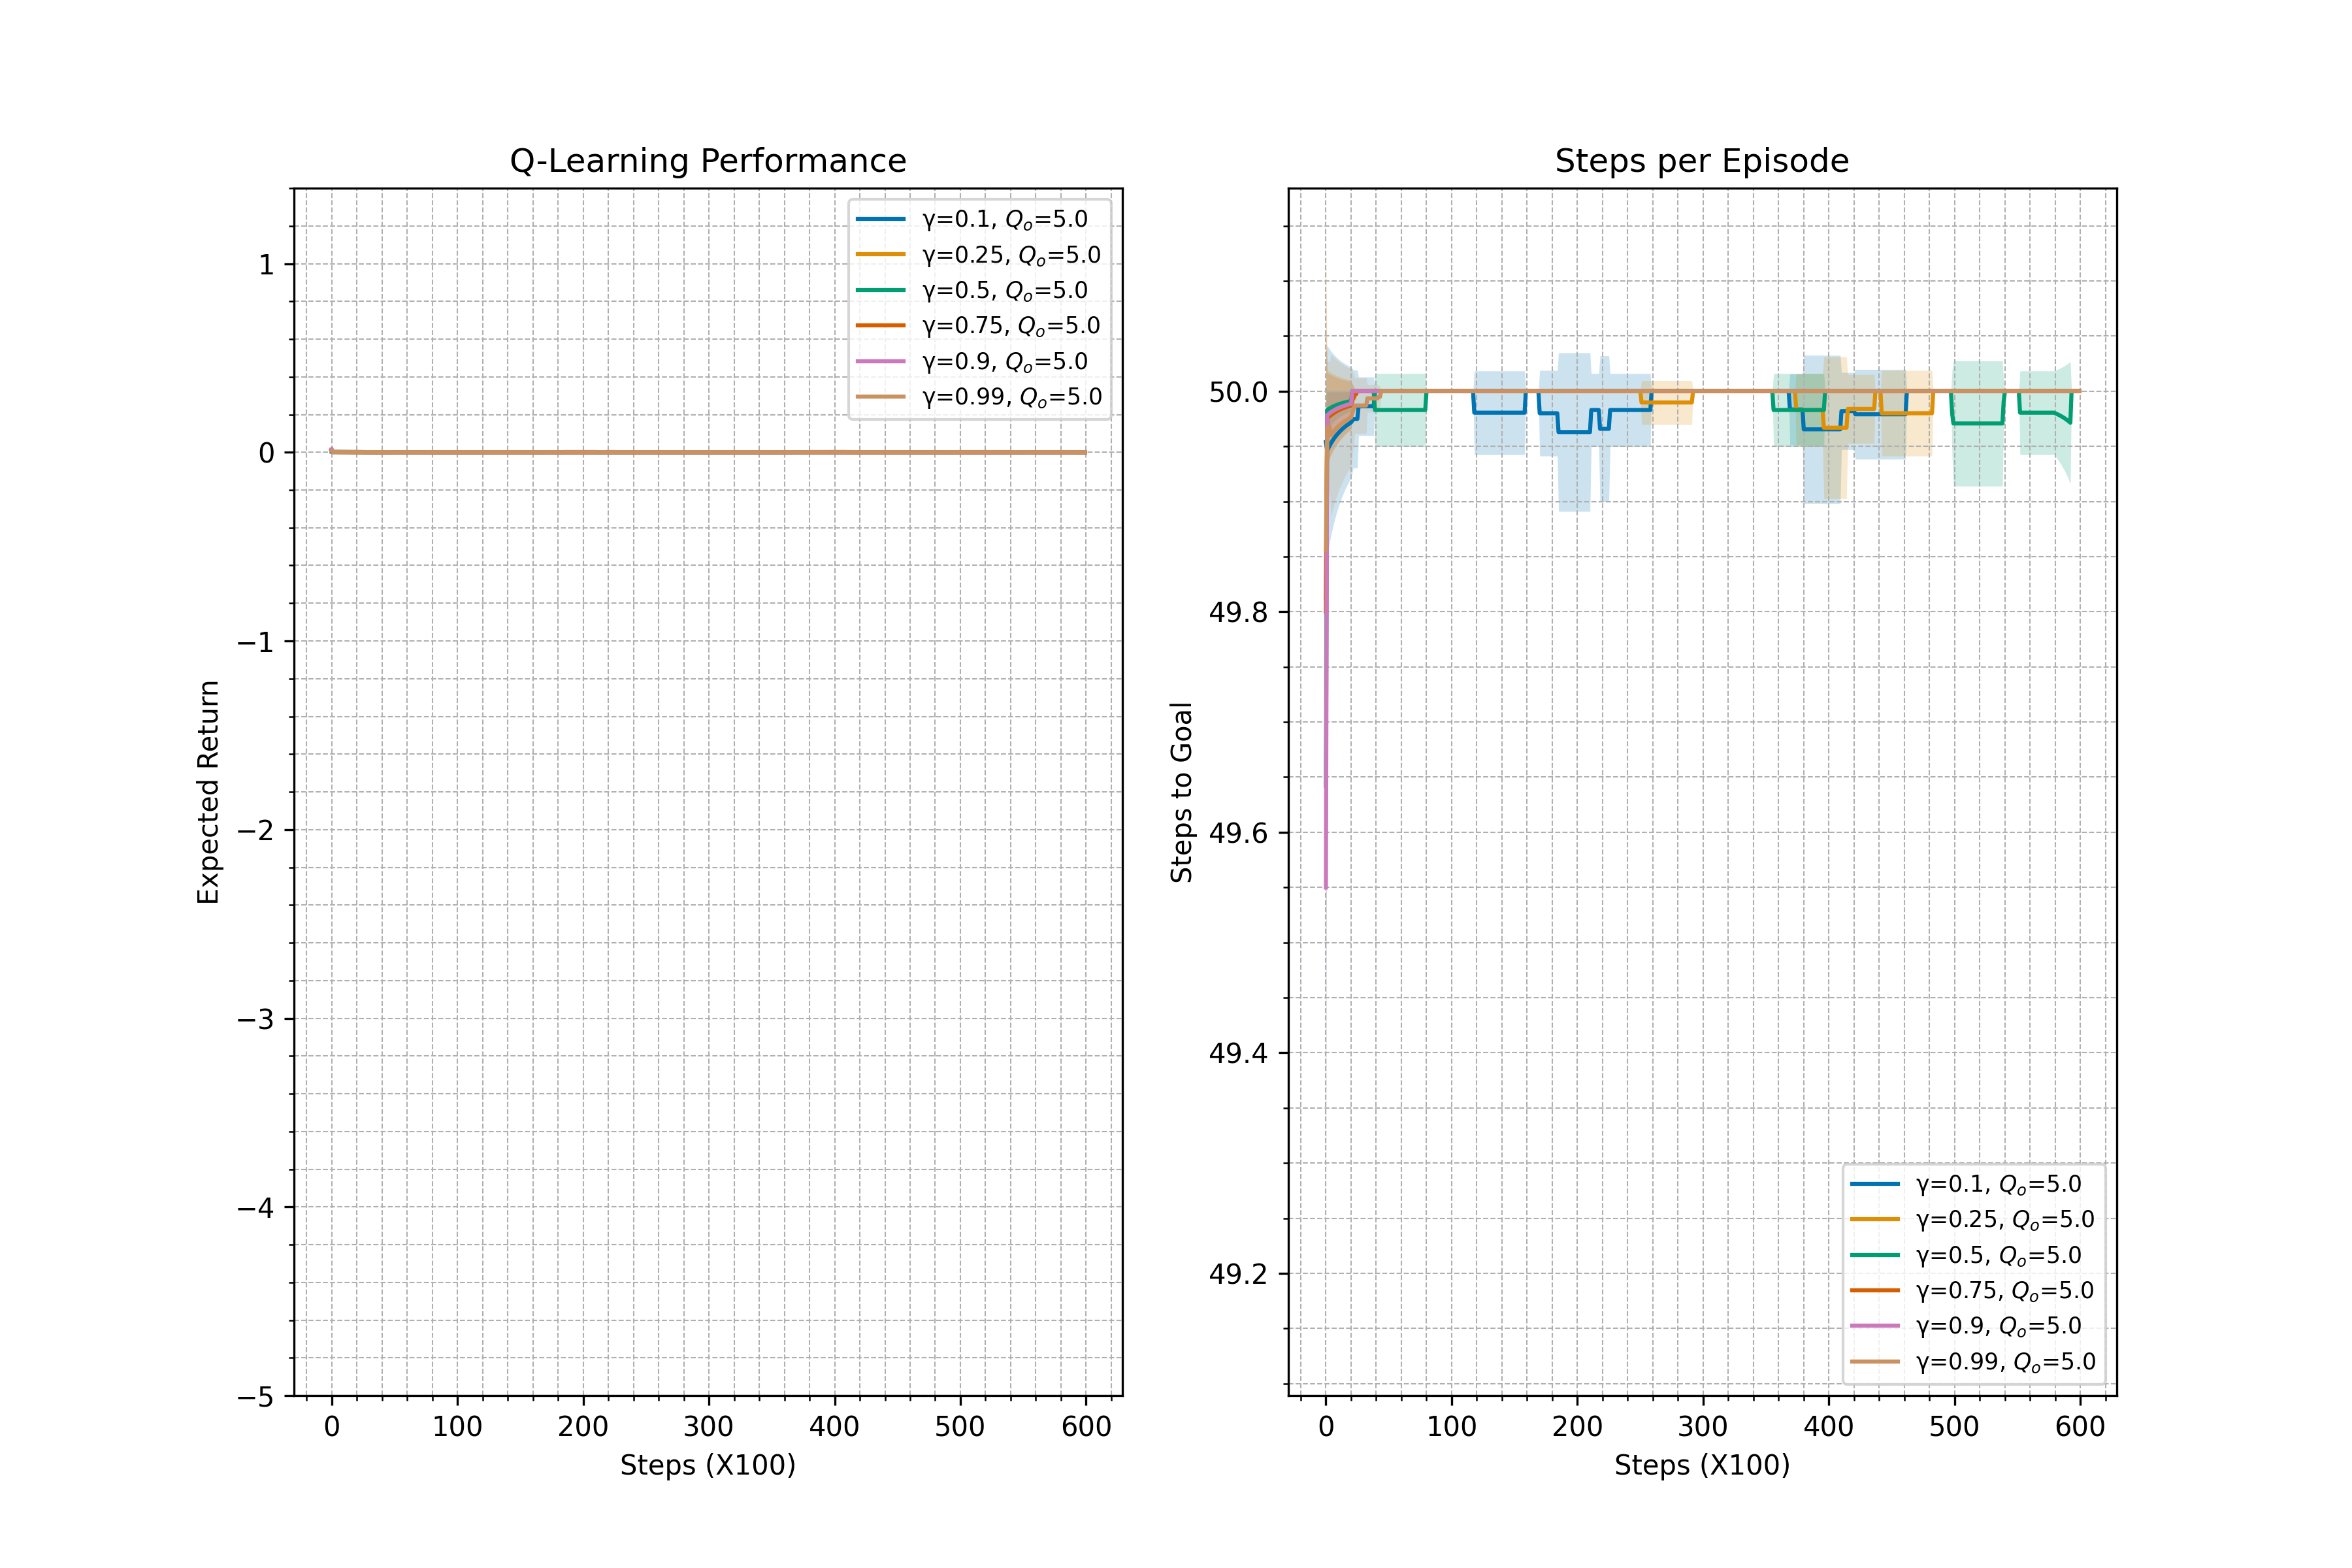 Q-Learning Performance
γ=0.1, Qₒ=5.0
γ=0.25, Qₒ=5.0
γ=0.5, Qₒ=5.0
γ=0.75, Qₒ=5.0
γ=0.9, Qₒ=5.0
γ=0.99, Qₒ=5.0
1
0
−1
−2
−3
−4
−5
Expected Return
0 100 200 300 400 500 600
Steps (X100)
Steps per Episode
50.0
49.8
49.6
49.4
49.2
Steps to Goal
γ=0.1, Qₒ=5.0
γ=0.25, Qₒ=5.0
γ=0.5, Qₒ=5.0
γ=0.75, Qₒ=5.0
γ=0.9, Qₒ=5.0
γ=0.99, Qₒ=5.0
0 100 200 300 400 500 600
Steps (X100)